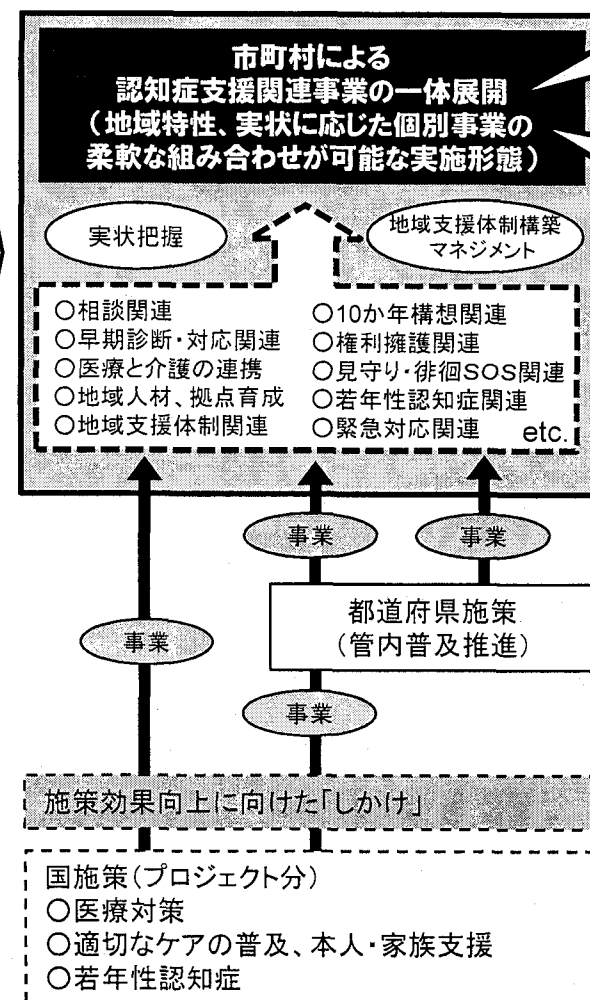 市町村による
認知症支援関連事業の一体展開
(地域特性、実状に応じた個別事業の
柔軟な組み合わせが可能な実施形態)
実状把握
地域支援体制構築
マネジメント
○相談関連
○早期診断・対応関連
○医療と介護の連携
○地域人材、拠点育成
○地域支援体制関連
○10か年構想関連
○権利擁護関連
○見守り・徘徊SOS関連
○若年性認知症関連
○緊急対応関連 etc.
事業
事業
都道府県施策
(管内普及推進)
事業
事業
施策効果向上に向けた「しかけ」
国施策(プロジェクト分)
○医療対策
○適切なケアの普及、本人・家族支援
○若年性認知症